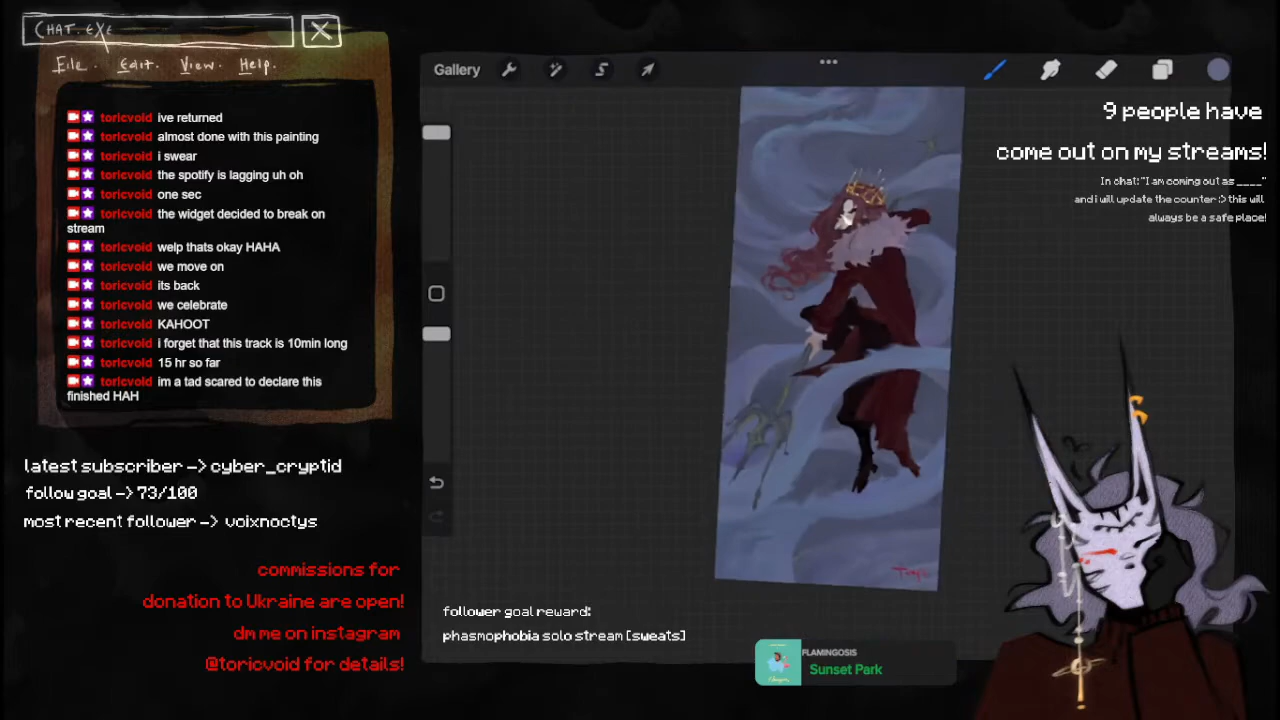 CHAT.EXE
File. Edit. View. Help.
toricvoid ive returned
toricvoid almost done with this painting
toricvoid i swear
toricvoid the spotify is lagging uh oh
toricvoid one sec
toricvoid the widget decided to break on
stream
toricvoid welp thats okay HAHA
toricvoid we move on
toricvoid its back
toricvoid we celebrate
toricvoid KAHOOT
toricvoid i forget that this track is 10min long
toricvoid 15 hr so far
toricvoid im a tad scared to declare this
finished HAH
latest subscriber -> cyber_cryptid
follow goal -> 73/100
most recent follower -> voixnoctys
commissions for
donation to Ukraine are open!
dm me on instagram
@toricvoid for details!
Gallery
follower goal reward:
phasmophobia solo stream [sweats]
FLAMINGOSIS
Sunset Park
9 people have
come out on my streams!
In chat: "I am coming out as ____"
and i will update the counter :> this will
always be a safe place!